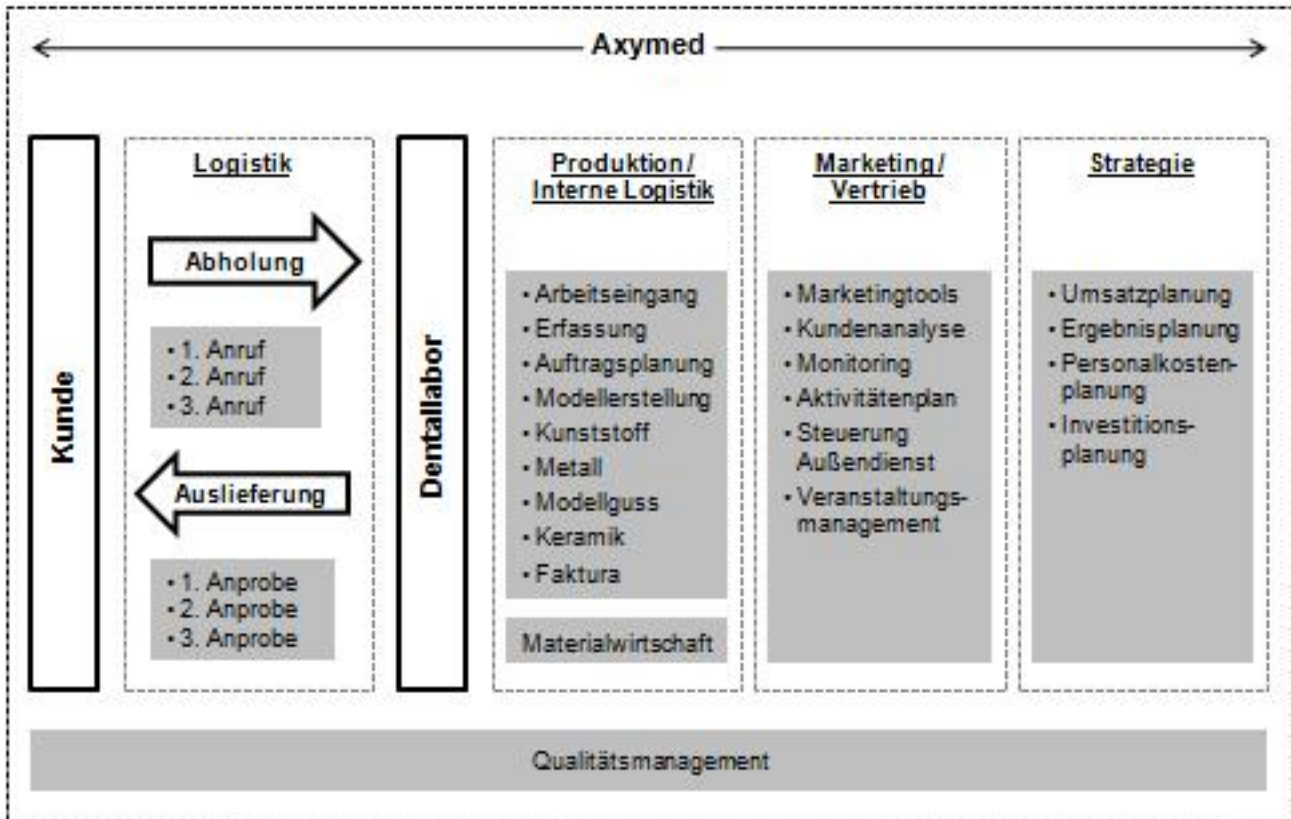 Axymed
Kunde
Logistik
Abholung
• 1. Anruf
• 2. Anruf
• 3. Anruf
Auslieferung
• 1. Anprobe
• 2. Anprobe
• 3. Anprobe
Dentallabor
Produktion /
Interne Logistik
• Arbeitseingang
• Erfassung
• Auftragsplanung
• Modellerstellung
• Kunststoff
• Metall
• Modellguss
• Keramik
• Faktura
Materialwirtschaft
Marketing /
Vertrieb
• Marketingtools
• Kundenanalyse
• Monitoring
• Aktivitätenplan
• Steuerung
Außendienst
• Veranstaltungs-
management
Strategie
• Umsatzplanung
• Ergebnisplanung
• Personalkosten-
planung
• Investitions-
planung
Qualitätsmanagement